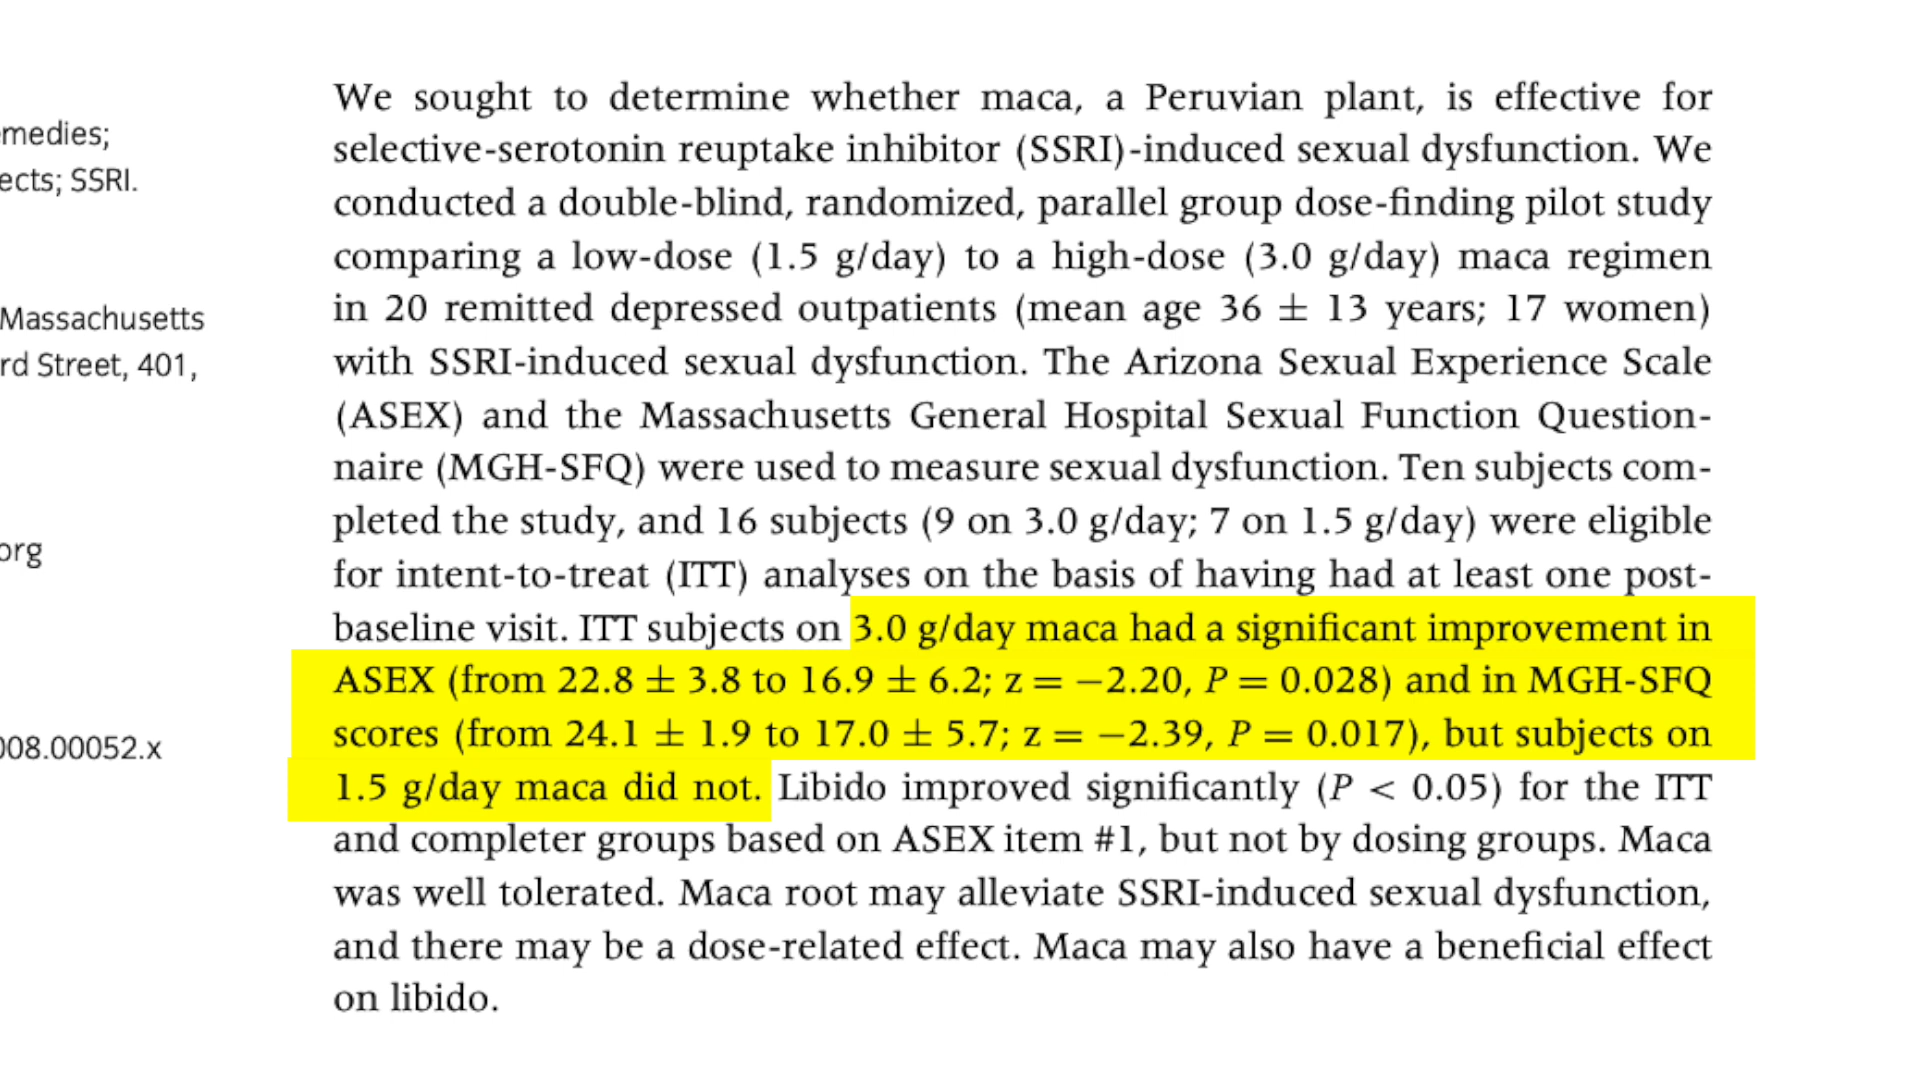 emedies;
ects; SSRI.
Massachusetts
rd Street, 401,
org
008.00052.x
We sought to determine whether maca, a Peruvian plant, is effective for
selective-serotonin reuptake inhibitor (SSRI)-induced sexual dysfunction. We
conducted a double-blind, randomized, parallel group dose-finding pilot study
comparing a low-dose (1.5 g/day) to a high-dose (3.0 g/day) maca regimen
in 20 remitted depressed outpatients (mean age 36 ± 13 years; 17 women)
with SSRI-induced sexual dysfunction. The Arizona Sexual Experience Scale
(ASEX) and the Massachusetts General Hospital Sexual Function Question-
naire (MGH-SFQ) were used to measure sexual dysfunction. Ten subjects com-
pleted the study, and 16 subjects (9 on 3.0 g/day; 7 on 1.5 g/day) were eligible
for intent-to-treat (ITT) analyses on the basis of having had at least one post-
baseline visit. ITT subjects on 3.0 g/day maca had a significant improvement in
ASEX (from 22.8 ± 3.8 to 16.9 ± 6.2; z = −2.20, P = 0.028) and in MGH-SFQ
scores (from 24.1 ± 1.9 to 17.0 ± 5.7; z = −2.39, P = 0.017), but subjects on
1.5 g/day maca did not. Libido improved significantly (P < 0.05) for the ITT
and completer groups based on ASEX item #1, but not by dosing groups. Maca
was well tolerated. Maca root may alleviate SSRI-induced sexual dysfunction,
and there may be a dose-related effect. Maca may also have a beneficial effect
on libido.